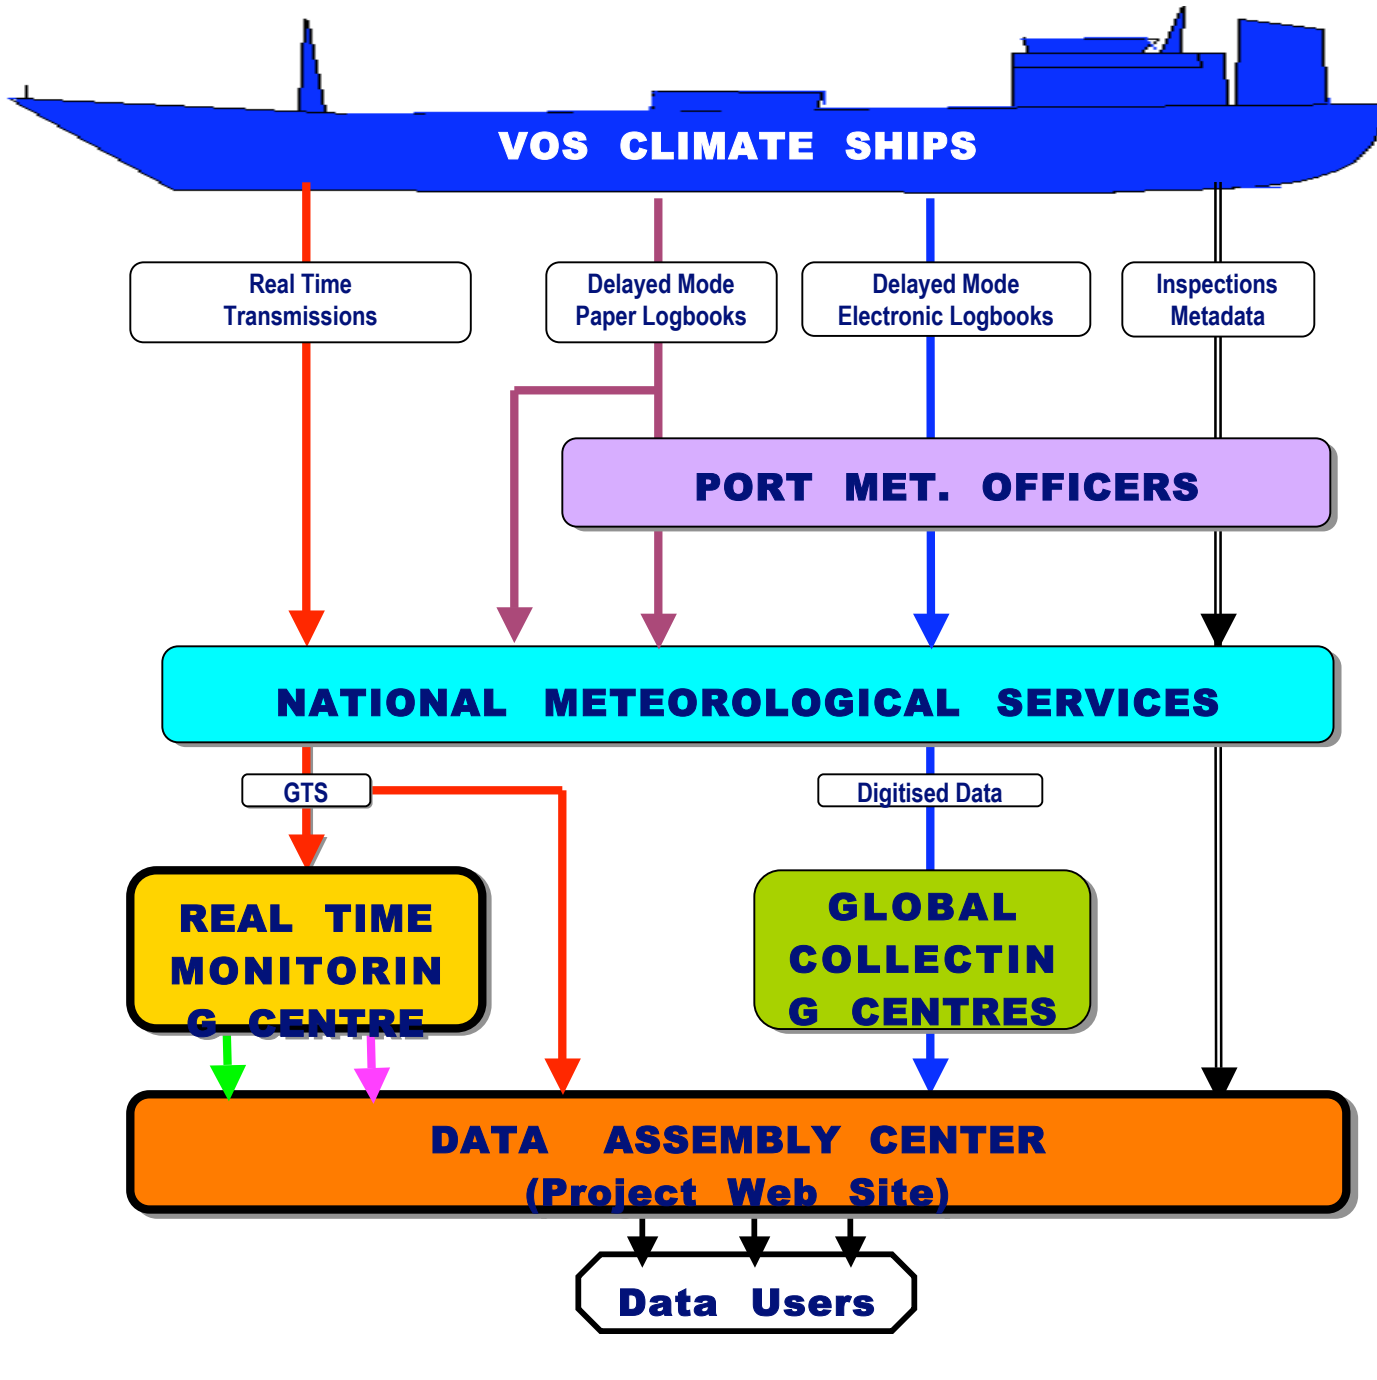 VOS CLIMATE SHIPS
Real Time
Transmissions
Delayed Mode
Paper Logbooks
Delayed Mode
Electronic Logbooks
Inspections
Metadata
PORT MET. OFFICERS
NATIONAL METEOROLOGICAL SERVICES
GTS
Digitised Data
REAL TIME
MONITORIN
G CENTRE
GLOBAL
COLLECTIN
G CENTRES
DATA ASSEMBLY CENTER
(Project Web Site)
Data Users